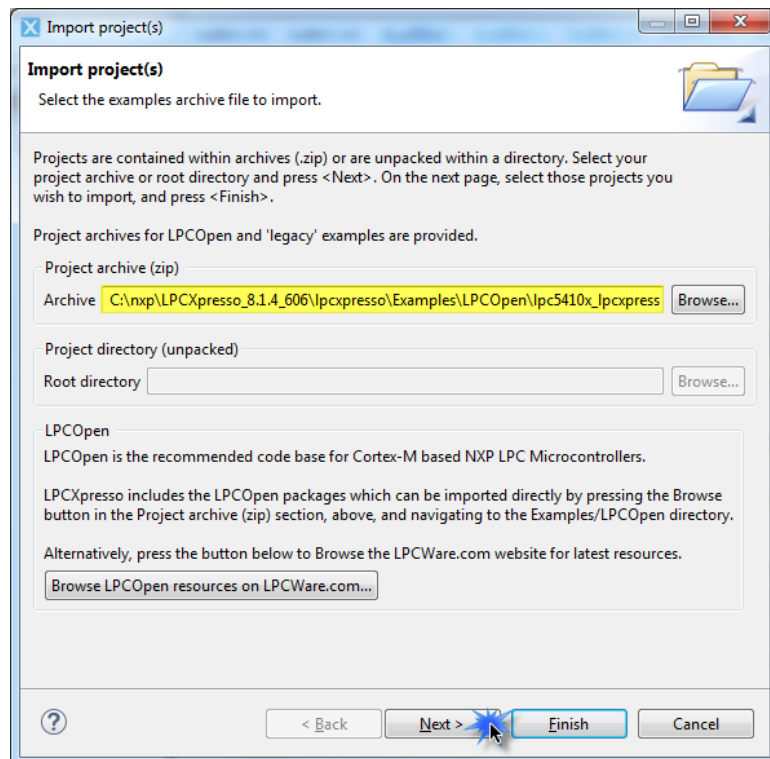 Import project(s)
Import project(s)
Select the examples archive file to import.
Projects are contained within archives (.zip) or are unpacked within a directory. Select your
project archive or root directory and press <Next>. On the next page, select those projects you
wish to import, and press <Finish>.
Project archives for LPCOpen and 'legacy' examples are provided.
Project archive (zip)
Archive C:\nxp\LPCXpresso_8.1.4_606\lpcxpresso\Examples\LPCOpen\lpc5410x_lpcxpress Browse...
Project directory (unpacked)
Root directory Browse...
LPCOpen
LPCOpen is the recommended code base for Cortex-M based NXP LPC Microcontrollers.
LPCXpresso includes the LPCOpen packages which can be imported directly by pressing the Browse
button in the Project archive (zip) section, above, and navigating to the Examples/LPCOpen directory.
Alternatively, press the button below to Browse the LPCWare.com website for latest resources.
Browse LPCOpen resources on LPCWare.com...
? < Back Next > Finish Cancel